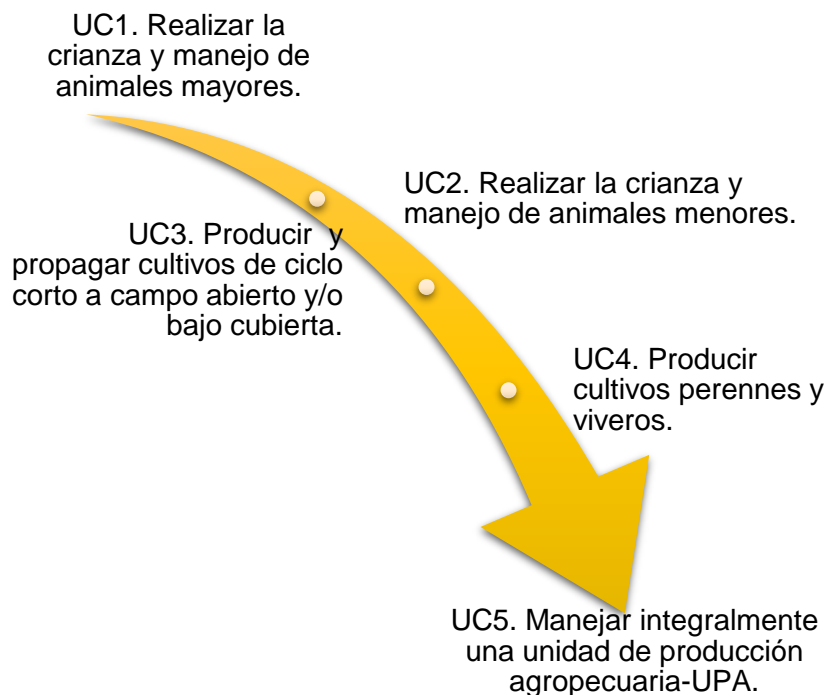 UC1. Realizar la
crianza y manejo de
animales mayores.
UC2. Realizar la crianza y
manejo de animales menores.
UC3. Producir y
propagar cultivos de ciclo
corto a campo abierto y/o
bajo cubierta.
UC4. Producir
cultivos perennes y
viveros.
UC5. Manejar integralmente
una unidad de producción
agropecuaria-UPA.